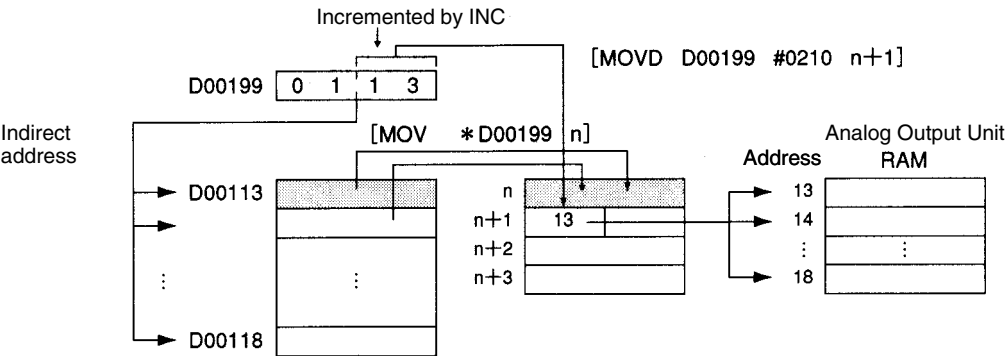 Incremented by INC
[MOVD D00199 #0210 n+1]
D00199 0 1 1 3
Indirect
address
[MOV *D00199 n]
Analog Output Unit
Address RAM
D00113
n
13
n+1
13
14
n+2
⋮
⋮
⋮
⋮
n+3
18
D00118